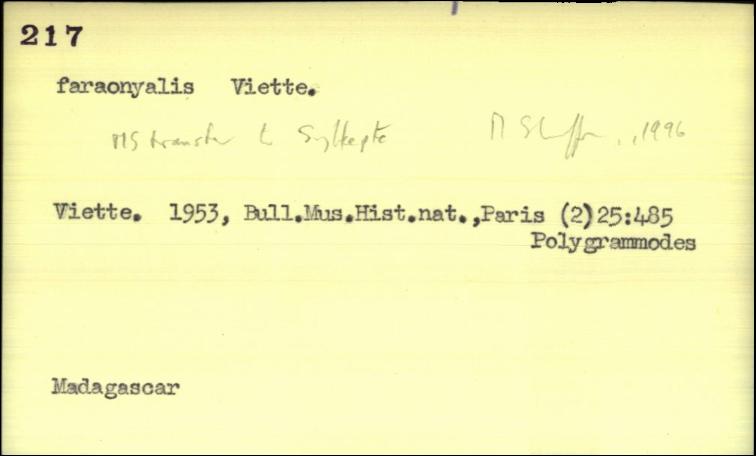 217
faraonyalis Viette.
MS transfer to Syllepte M Shaffer , 1996
Viette. 1953, Bull.Mus.Hist.nat.,Paris (2)25:485
Polygrammodes
Madagascar